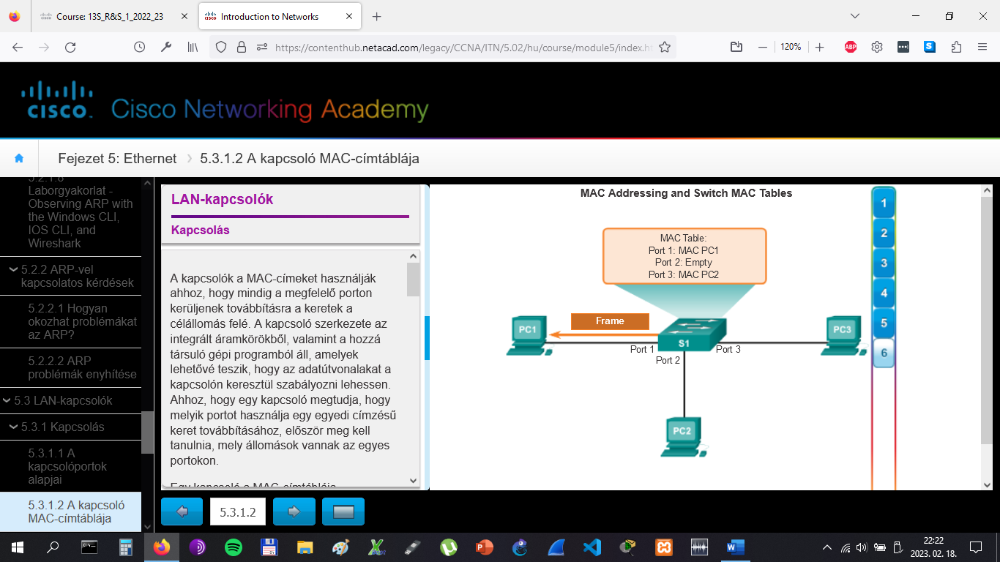 Course: 13S_R&S_1_2022_23
Introduction to Networks
https://contenthub.netacad.com/legacy/CCNA/ITN/5.02/hu/course/module5/index.h
120%
ABP
CISCO
Cisco Networking Academy
Fejezet 5: Ethernet
5.3.1.2 A kapcsoló MAC-címtáblája
5.2.1.8
Laborgyakorlat -
Observing ARP with
the Windows CLI,
IOS CLI, and
Wireshark
5.2.2 ARP-vel
kapcsolatos kérdések
5.2.2.1 Hogyan
okozhat problémákat
az ARP?
5.2.2.2 ARP
problémák enyhítése
5.3 LAN-kapcsolók
5.3.1 Kapcsolás
5.3.1.1 A
kapcsolóportok
alapjai
5.3.1.2 A kapcsoló
MAC-címtáblája
LAN-kapcsolók
Kapcsolás
A kapcsolók a MAC-címeket használják
ahhoz, hogy mindig a megfelelő porton
kerüljenek továbbításra a keretek a
célállomás felé. A kapcsoló szerkezete az
integrált áramkörökből, valamint a hozzá
társuló gépi programból áll, amelyek
lehetővé teszik, hogy az adatútvonalakat a
kapcsolón keresztül szabályozni lehessen.
Ahhoz, hogy egy kapcsoló megtudja, hogy
melyik portot használja egy egyedi címzésű
keret továbbításához, először meg kell
tanulnia, mely állomások vannak az egyes
portokon.
Egy kapcsoló a MAC-címtáblája
5.3.1.2
MAC Addressing and Switch MAC Tables
MAC Table:
Port 1: MAC PC1
Port 2: Empty
Port 3: MAC PC2
Frame
PC1
S1
PC3
Port 1
Port 3
Port 2
PC2
1
2
3
4
5
6
22:22
2023. 02. 18.